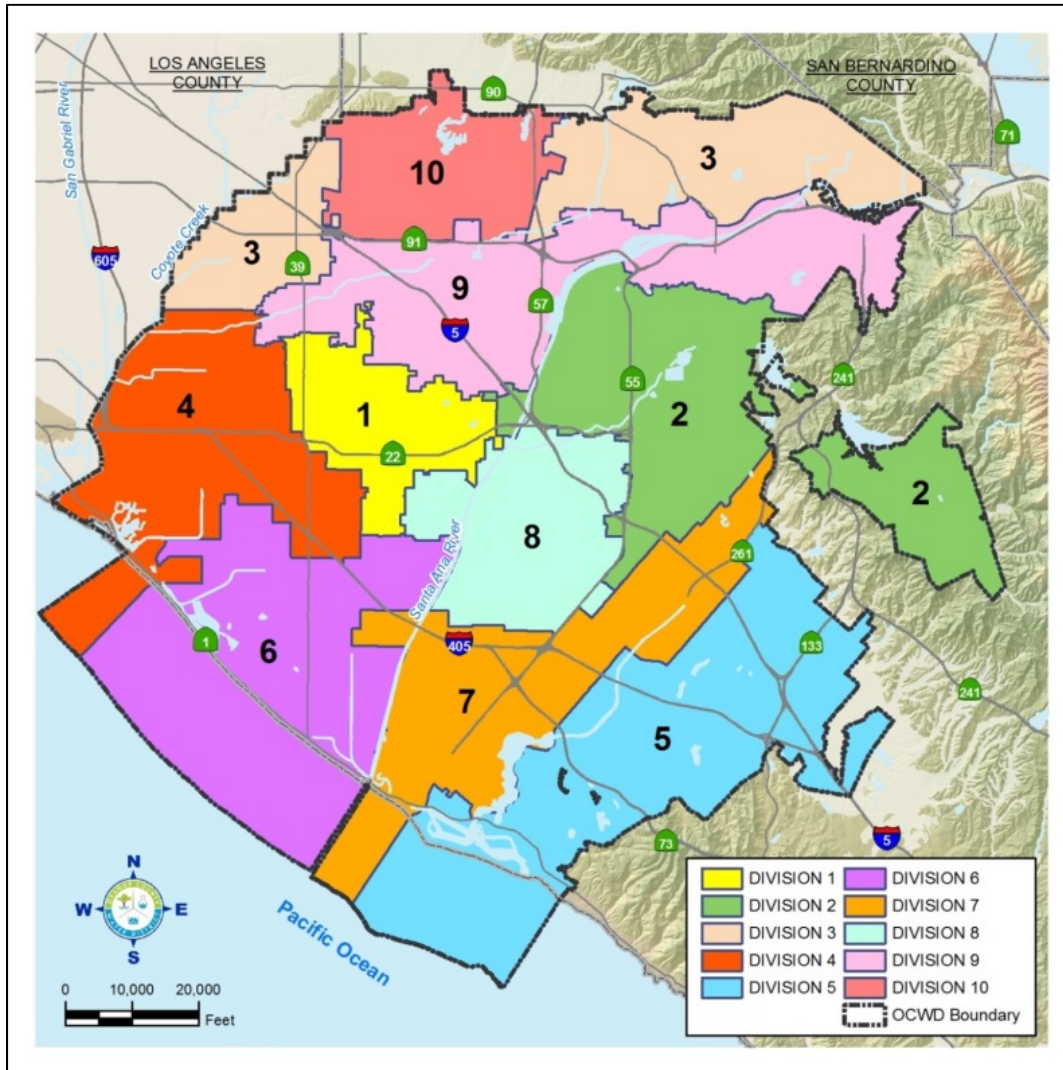 LOS ANGELES
COUNTY
SAN BERNARDINO
COUNTY
San Gabriel River
90
71
10
3
Coyote Creek
605
3
39
91
9
57
5
241
55
4
1
2
22
2
8
261
Santa Ana River
133
1
6
405
241
7
5
73
5
N
W
E
S
Pacific Ocean
0 10,000 20,000
Feet
DIVISION 1
DIVISION 2
DIVISION 3
DIVISION 4
DIVISION 5
DIVISION 6
DIVISION 7
DIVISION 8
DIVISION 9
DIVISION 10
OCWD Boundary